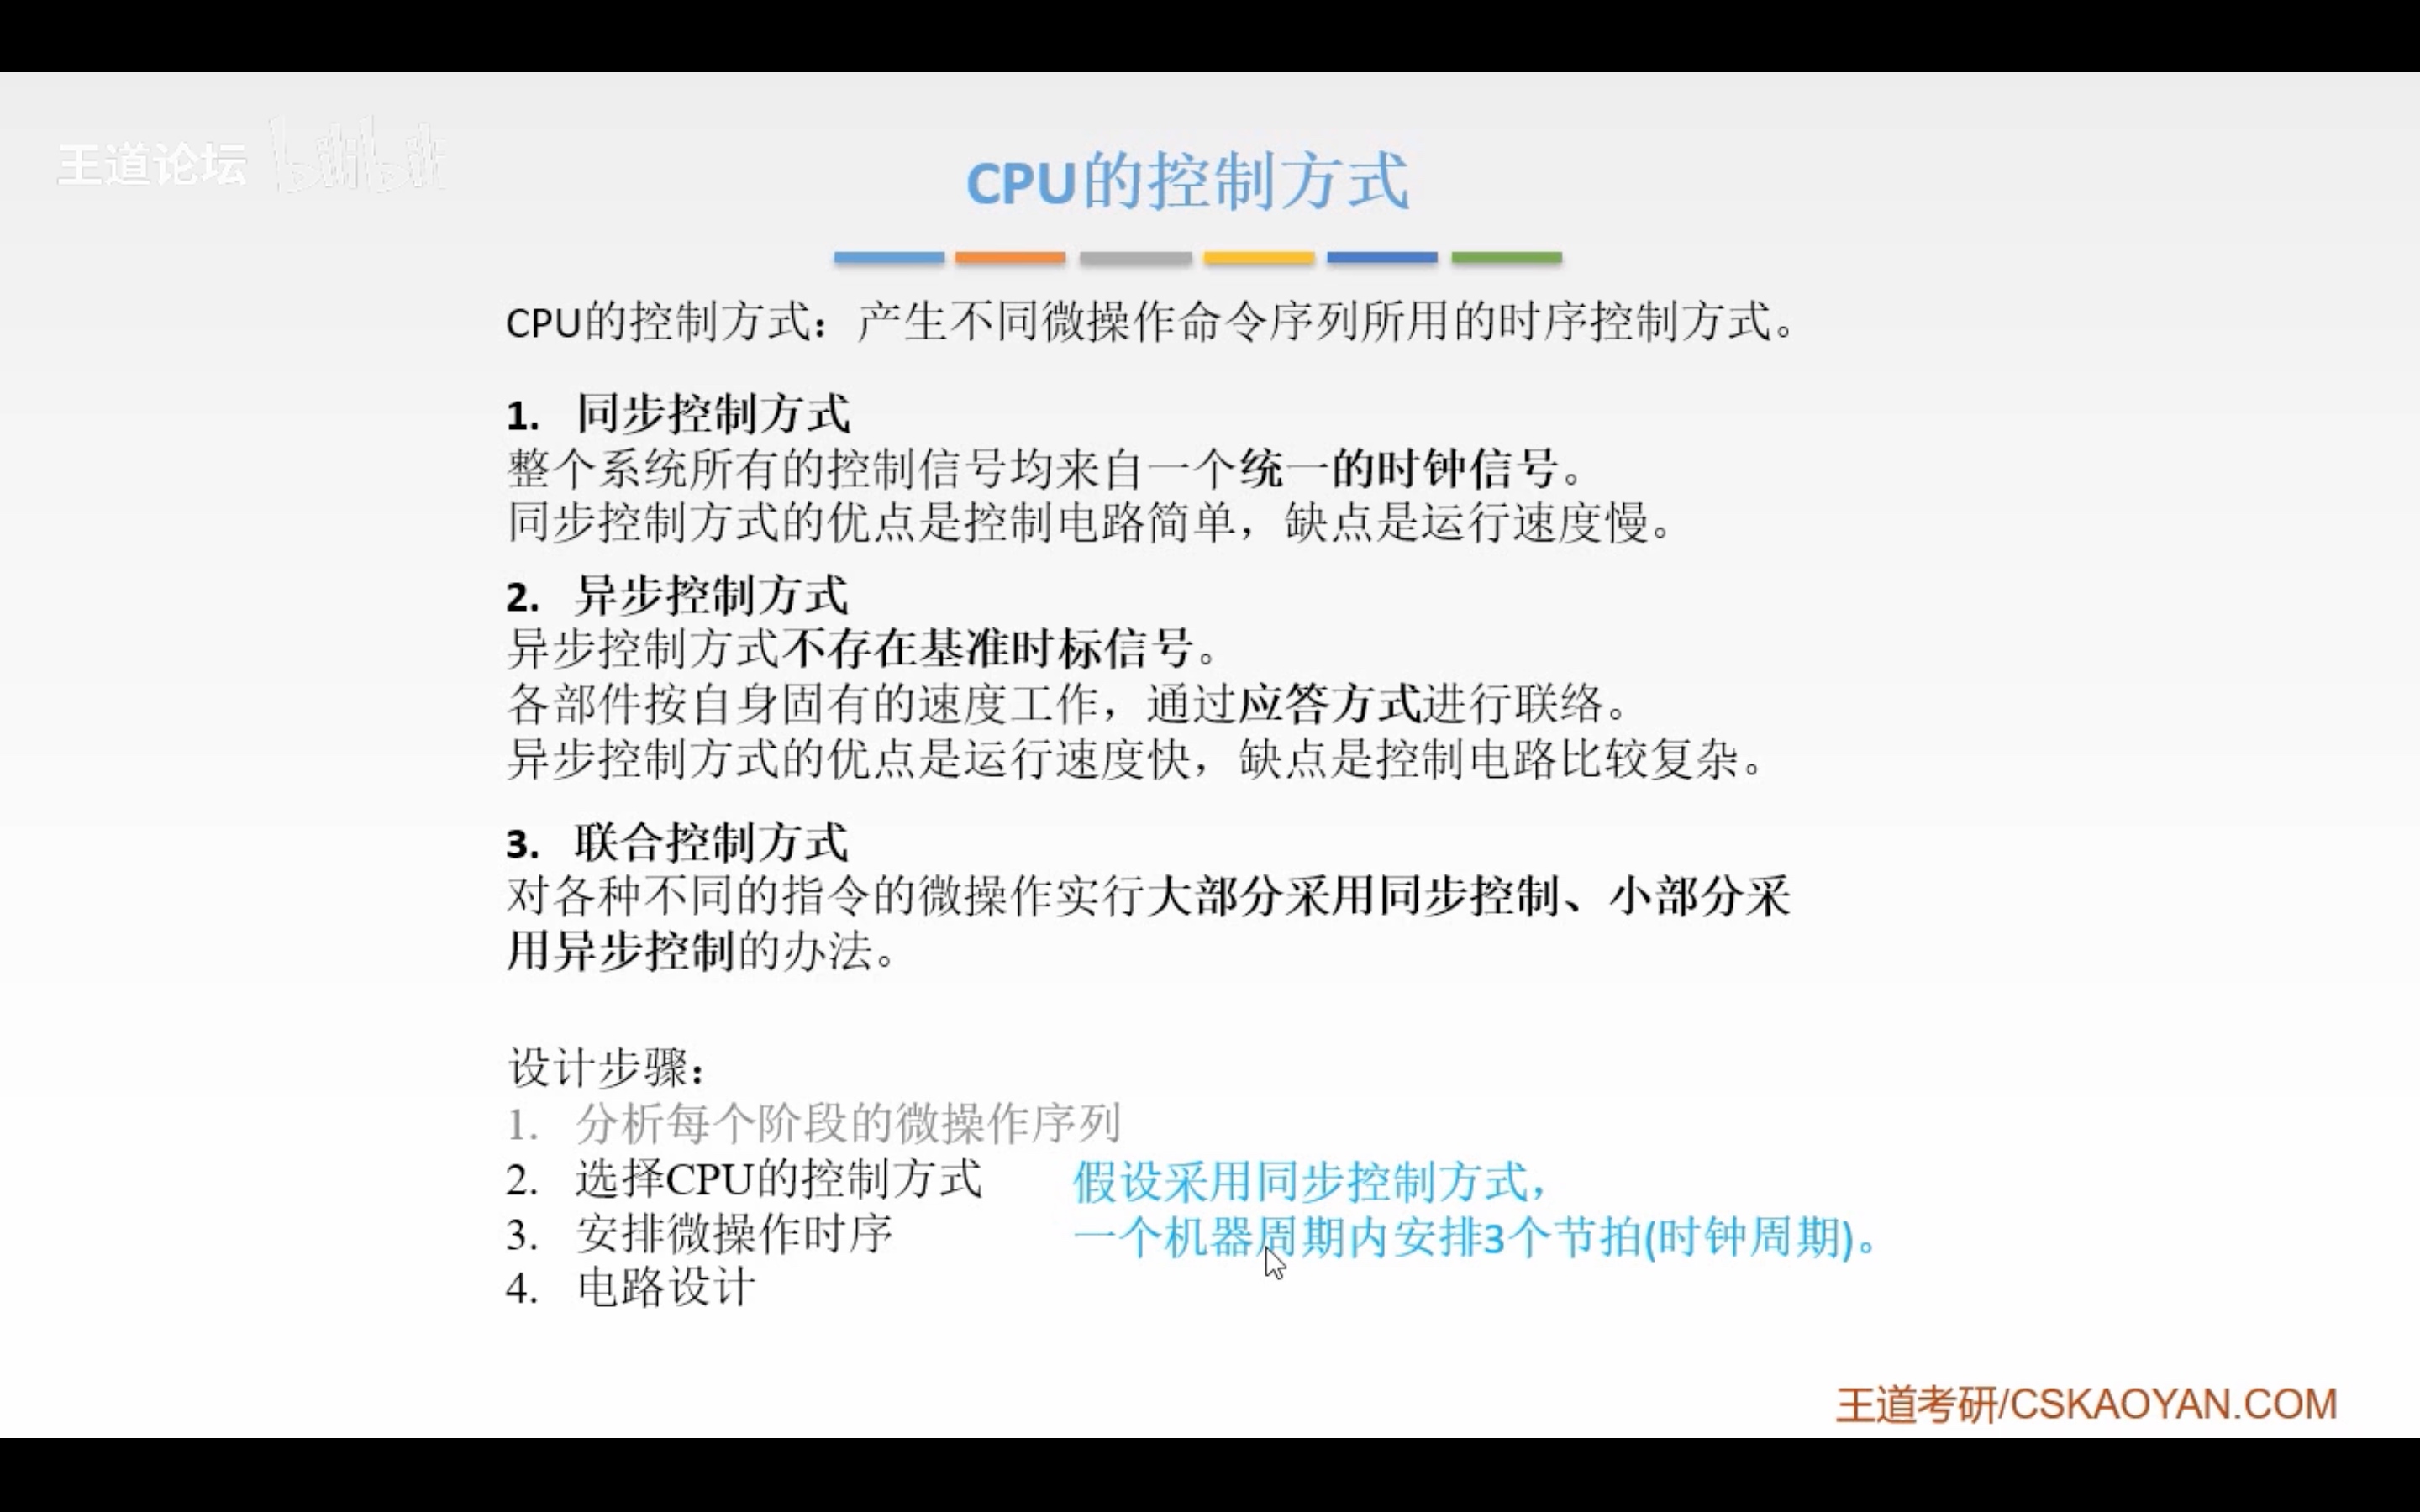 王道论坛 bilibili
CPU的控制方式
CPU的控制方式：产生不同微操作命令序列所用的时序控制方式。
1. 同步控制方式
整个系统所有的控制信号均来自一个统一的时钟信号。
同步控制方式的优点是控制电路简单，缺点是运行速度慢。
2. 异步控制方式
异步控制方式不存在基准时标信号。
各部件按自身固有的速度工作，通过应答方式进行联络。
异步控制方式的优点是运行速度快，缺点是控制电路比较复杂。
3. 联合控制方式
对各种不同的指令的微操作实行大部分采用同步控制、小部分采
用异步控制的办法。
设计步骤：
1. 分析每个阶段的微操作序列
2. 选择CPU的控制方式 假设采用同步控制方式，
3. 安排微操作时序 一个机器周期内安排3个节拍(时钟周期)。
4. 电路设计
王道考研/CSKAOYAN.COM